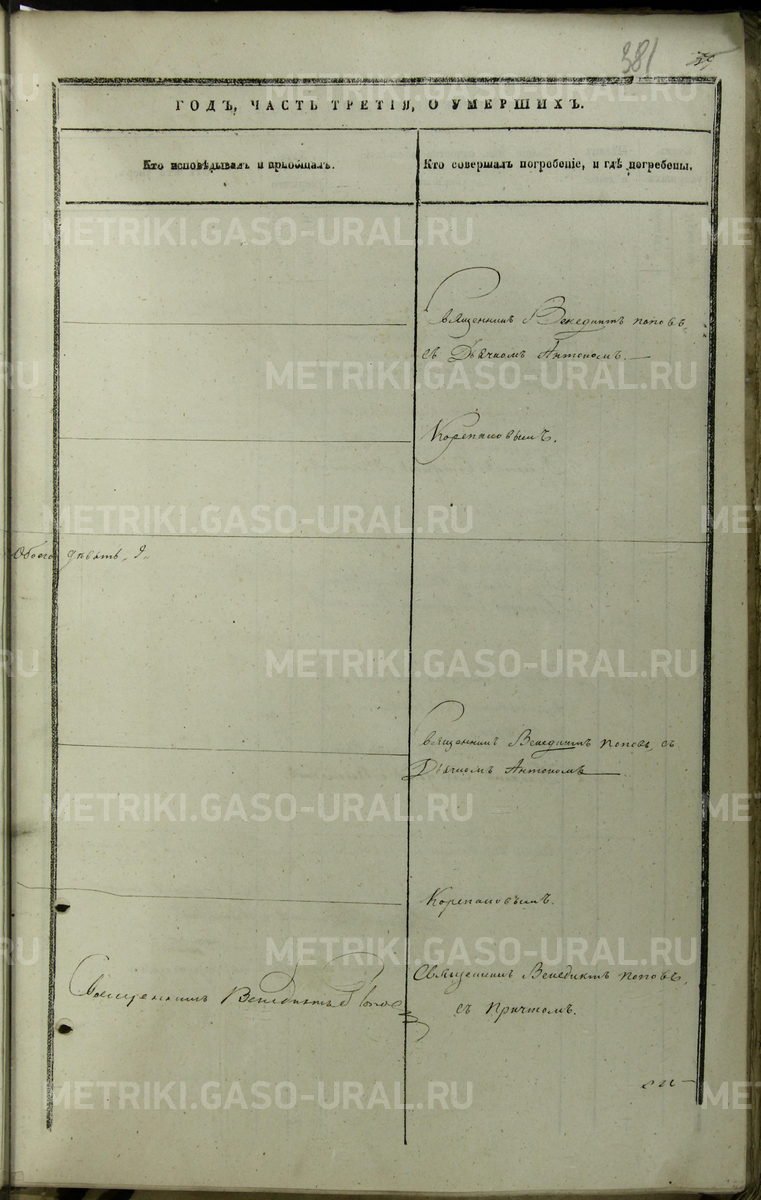 381
ГОДЪ, ЧАСТЬ ТРЕТІЯ, О УМЕРШИХЪ.
Кто исповѣдывалъ и пріобщалъ.
Кто совершалъ погребеніе, и гдѣ погребены.
METRIKI.GASO-URAL.RU
Священникъ Венедиктъ Поповъ,
съ Дьячкомъ Антономъ
METRIKI.GASO-URAL.RU
Корепановымъ.
METRIKI.GASO-URAL.RU
Обоего девять 9
METRIKI.GASO-URAL.RU
Священникъ Венедиктъ Поповъ, съ
Дьячкомъ Антономъ
METRIKI.GASO-URAL.RU
Корепановымъ.
METRIKI.GASO-URAL.RU
Священникъ Венедиктъ Поповъ
Священникъ Венедиктъ Поповъ,
съ Причтомъ.
METRIKI.GASO-URAL.RU